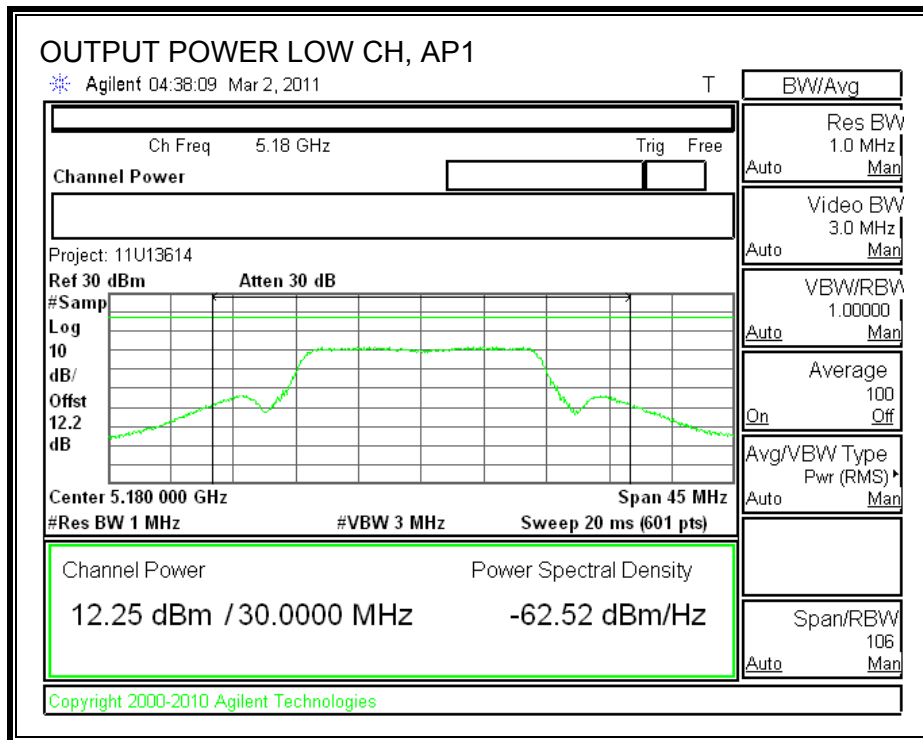 OUTPUT POWER LOW CH, AP1
Agilent 04:38:09 Mar 2, 2011 T
Ch Freq 5.18 GHz Trig Free
Channel Power
Project: 11U13614
Ref 30 dBm Atten 30 dB
#Samp
Log
10
dB/
Offst
12.2
dB
Center 5.180 000 GHz Span 45 MHz
#Res BW 1 MHz #VBW 3 MHz Sweep 20 ms (601 pts)
Channel Power Power Spectral Density
12.25 dBm / 30.0000 MHz -62.52 dBm/Hz
Copyright 2000-2010 Agilent Technologies
BW/Avg
Res BW
1.0 MHz
Auto Man
Video BW
3.0 MHz
Auto Man
VBW/RBW
1.00000
Auto Man
Average
100
On Off
Avg/VBW Type
Pwr (RMS)
Auto Man
Span/RBW
106
Auto Man